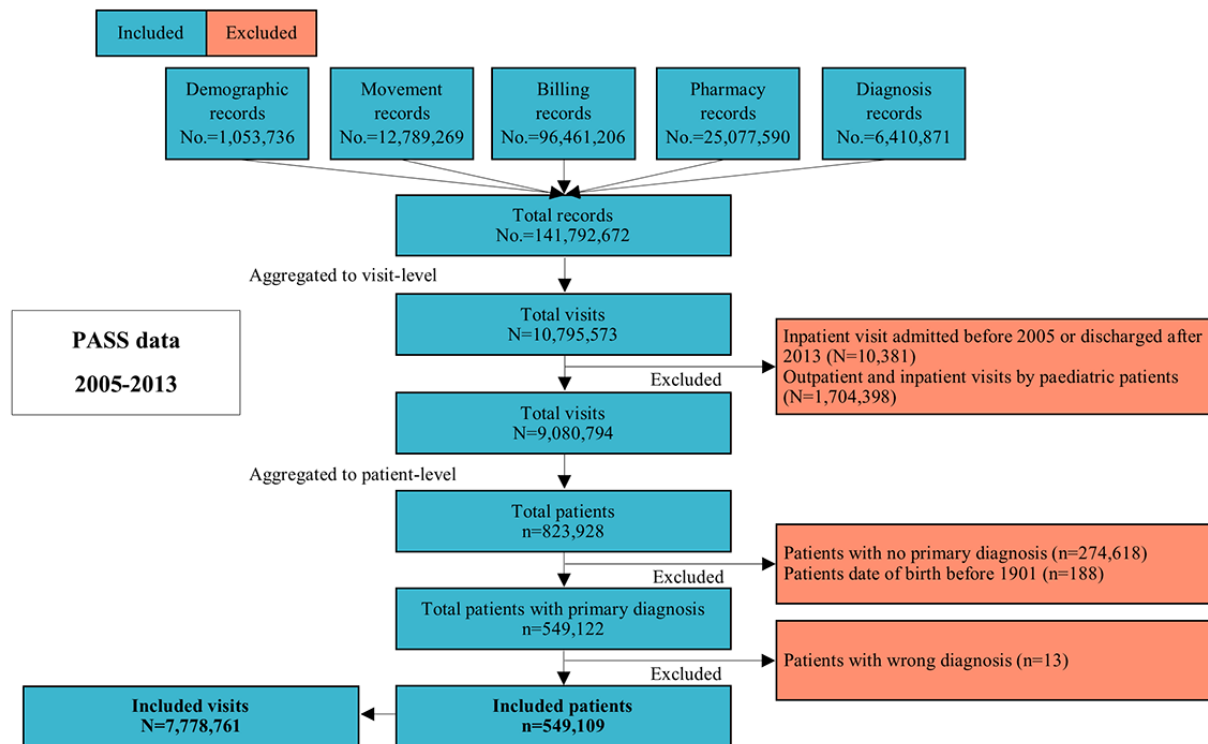 Included
Excluded
Demographic
records
No.=1,053,736
Movement
records
No.=12,789,269
Billing
records
No.=96,461,206
Pharmacy
records
No.=25,077,590
Diagnosis
records
No.=6,410,871
Total records
No.=141,792,672
Aggregated to visit-level
Total visits
N=10,795,573
PASS data
2005-2013
Inpatient visit admitted before 2005 or discharged after
2013 (N=10,381)
Outpatient and inpatient visits by paediatric patients
(N=1,704,398)
Excluded
Total visits
N=9,080,794
Aggregated to patient-level
Total patients
n=823,928
Patients with no primary diagnosis (n=274,618)
Patients date of birth before 1901 (n=188)
Excluded
Total patients with primary diagnosis
n=549,122
Patients with wrong diagnosis (n=13)
Excluded
Included visits
N=7,778,761
Included patients
n=549,109